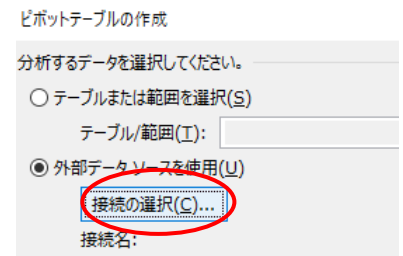 ピボットテーブルの作成
分析するデータを選択してください。
テーブルまたは範囲を選択(S)
テーブル/範囲(T):
外部データ ソースを使用(U)
接続の選択(C)...
接続名: